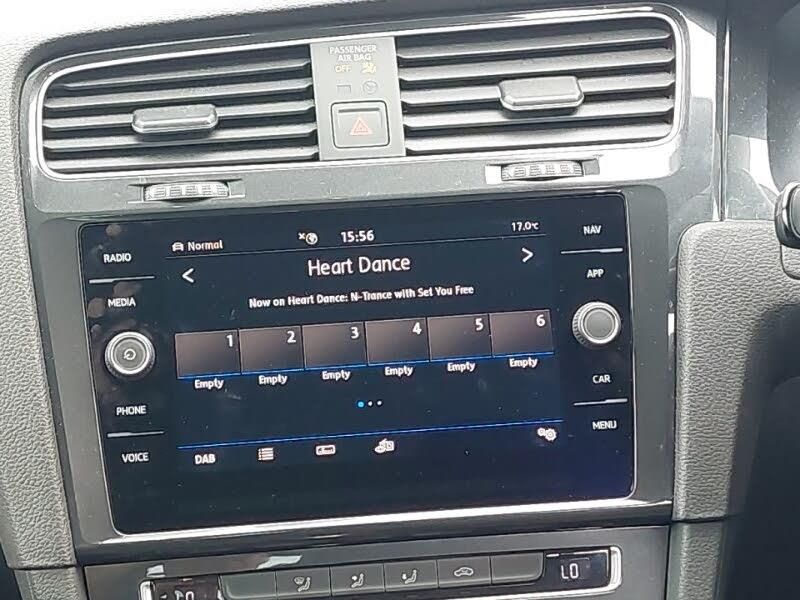 PASSENGER
AIR BAG
OFF
RADIO
MEDIA
PHONE
VOICE
Normal
15:56
17.0°C
< Heart Dance >
Now on Heart Dance: N-Trance with Set You Free
1 2 3 4 5 6
Empty Empty Empty Empty Empty Empty
DAB
NAV
APP
CAR
MENU
LO
LO